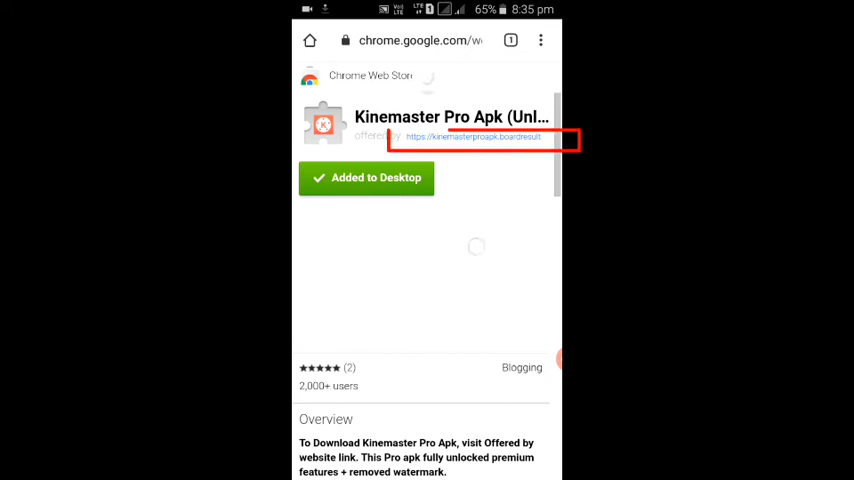 LTE 1 65% 8:35 pm
chrome.google.com/w
1
Chrome Web Store
Kinemaster Pro Apk (Unl...
offered by https://kinemasterproapk.boardresult
Added to Desktop
(2)
Blogging
2,000+ users
Overview
To Download Kinemaster Pro Apk, visit Offered by
website link. This Pro apk fully unlocked premium
features + removed watermark.